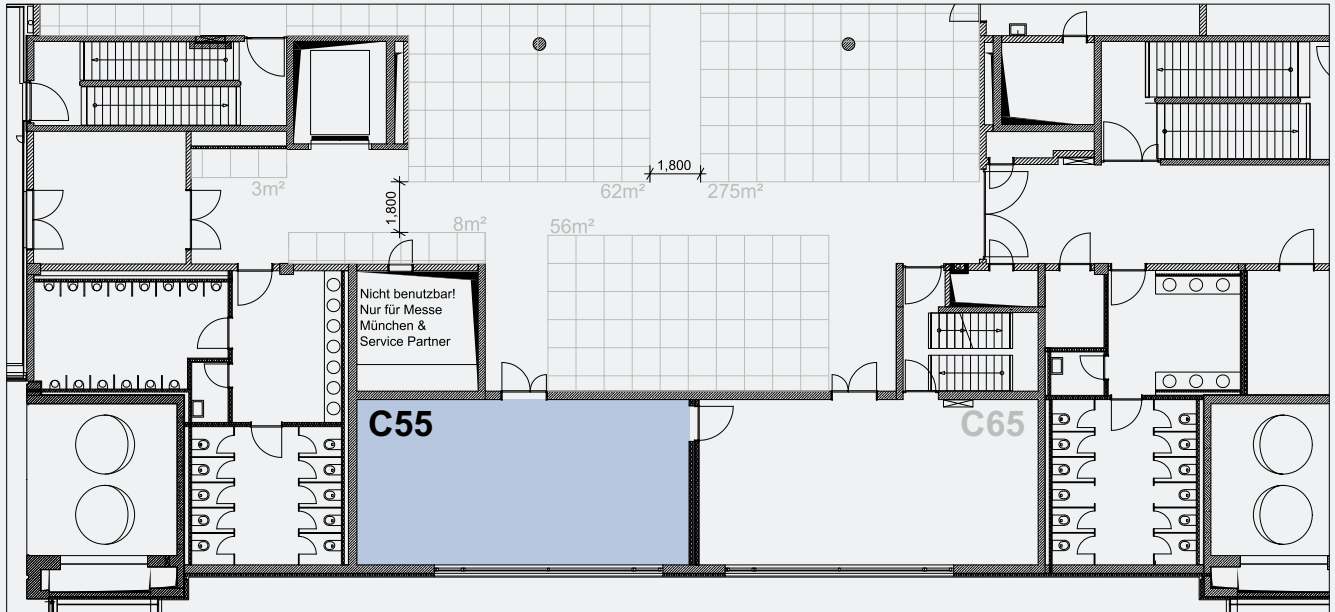 1,800
3m²
62m²
275m²
1,800
8m²
56m²
Nicht benutzbar!
Nur für Messe
München &
Service Partner
C55
C65